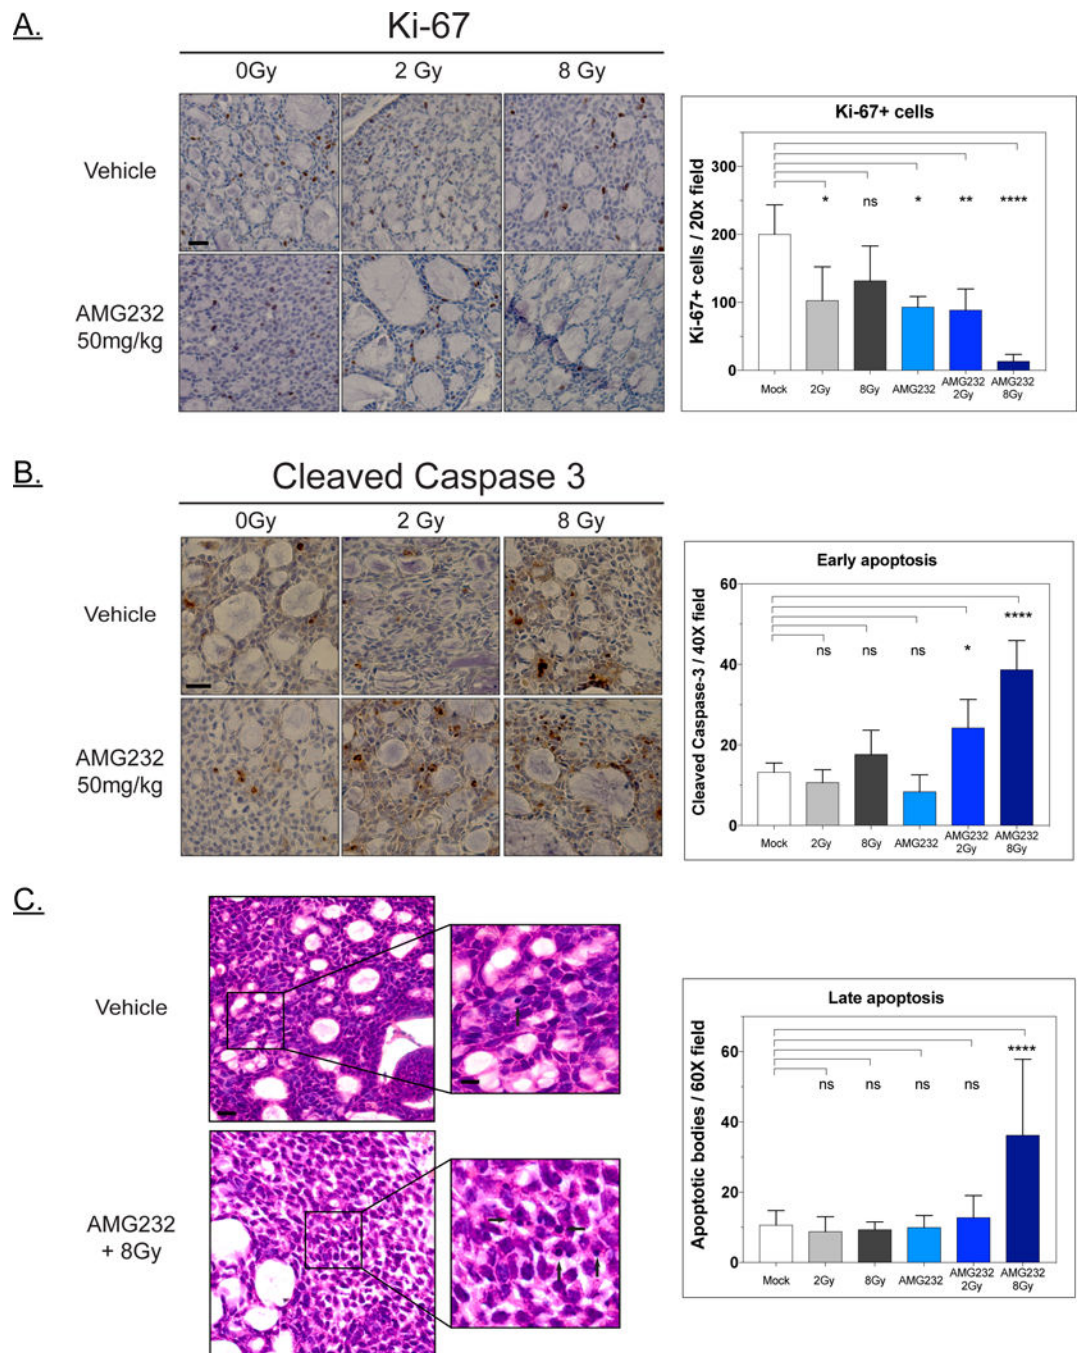 A.
Ki-67
0Gy
2 Gy
8 Gy
Vehicle
AMG232
50mg/kg
Ki-67+ cells
Ki-67+ cells / 20x field
300
200
100
0
*
ns
*
**
****
Mock
2Gy
8Gy
AMG232
AMG232
2Gy
AMG232
8Gy
B.
Cleaved Caspase 3
0Gy
2 Gy
8 Gy
Vehicle
AMG232
50mg/kg
Early apoptosis
Cleaved Caspase-3 / 40X field
60
40
20
0
ns
ns
ns
*
****
Mock
2Gy
8Gy
AMG232
AMG232
2Gy
AMG232
8Gy
C.
Vehicle
AMG232
+ 8Gy
Late apoptosis
Apoptotic bodies / 60X field
60
40
20
0
ns
ns
ns
ns
****
Mock
2Gy
8Gy
AMG232
AMG232
2Gy
AMG232
8Gy